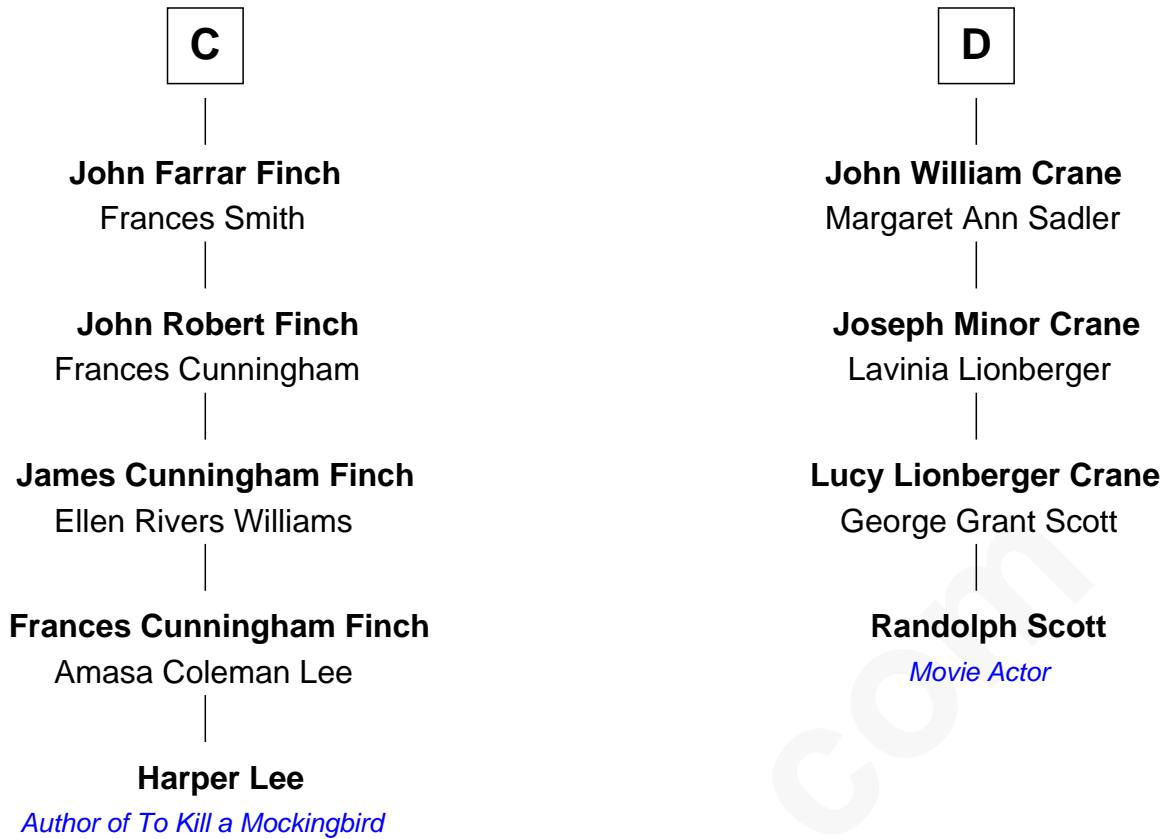 C
John Farrar Finch
Frances Smith
John Robert Finch
Frances Cunningham
James Cunningham Finch
Ellen Rivers Williams
Frances Cunningham Finch
Amasa Coleman Lee
Harper Lee
Author of To Kill a Mockingbird
D
John William Crane
Margaret Ann Sadler
Joseph Minor Crane
Lavinia Lionberger
Lucy Lionberger Crane
George Grant Scott
Randolph Scott
Movie Actor
com